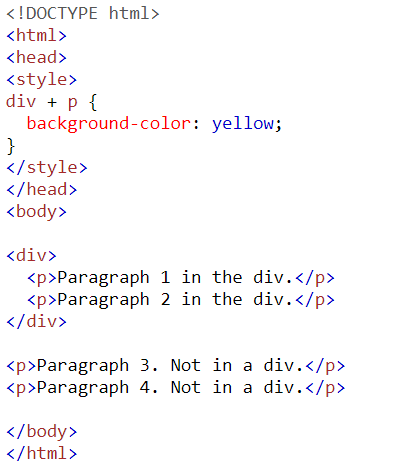 <!DOCTYPE html>
<html>
<head>
<style>
div + p {
  background-color: yellow;
}
</style>
</head>
<body>

<div>
  <p>Paragraph 1 in the div.</p>
  <p>Paragraph 2 in the div.</p>
</div>

<p>Paragraph 3. Not in a div.</p>
<p>Paragraph 4. Not in a div.</p>

</body>
</html>